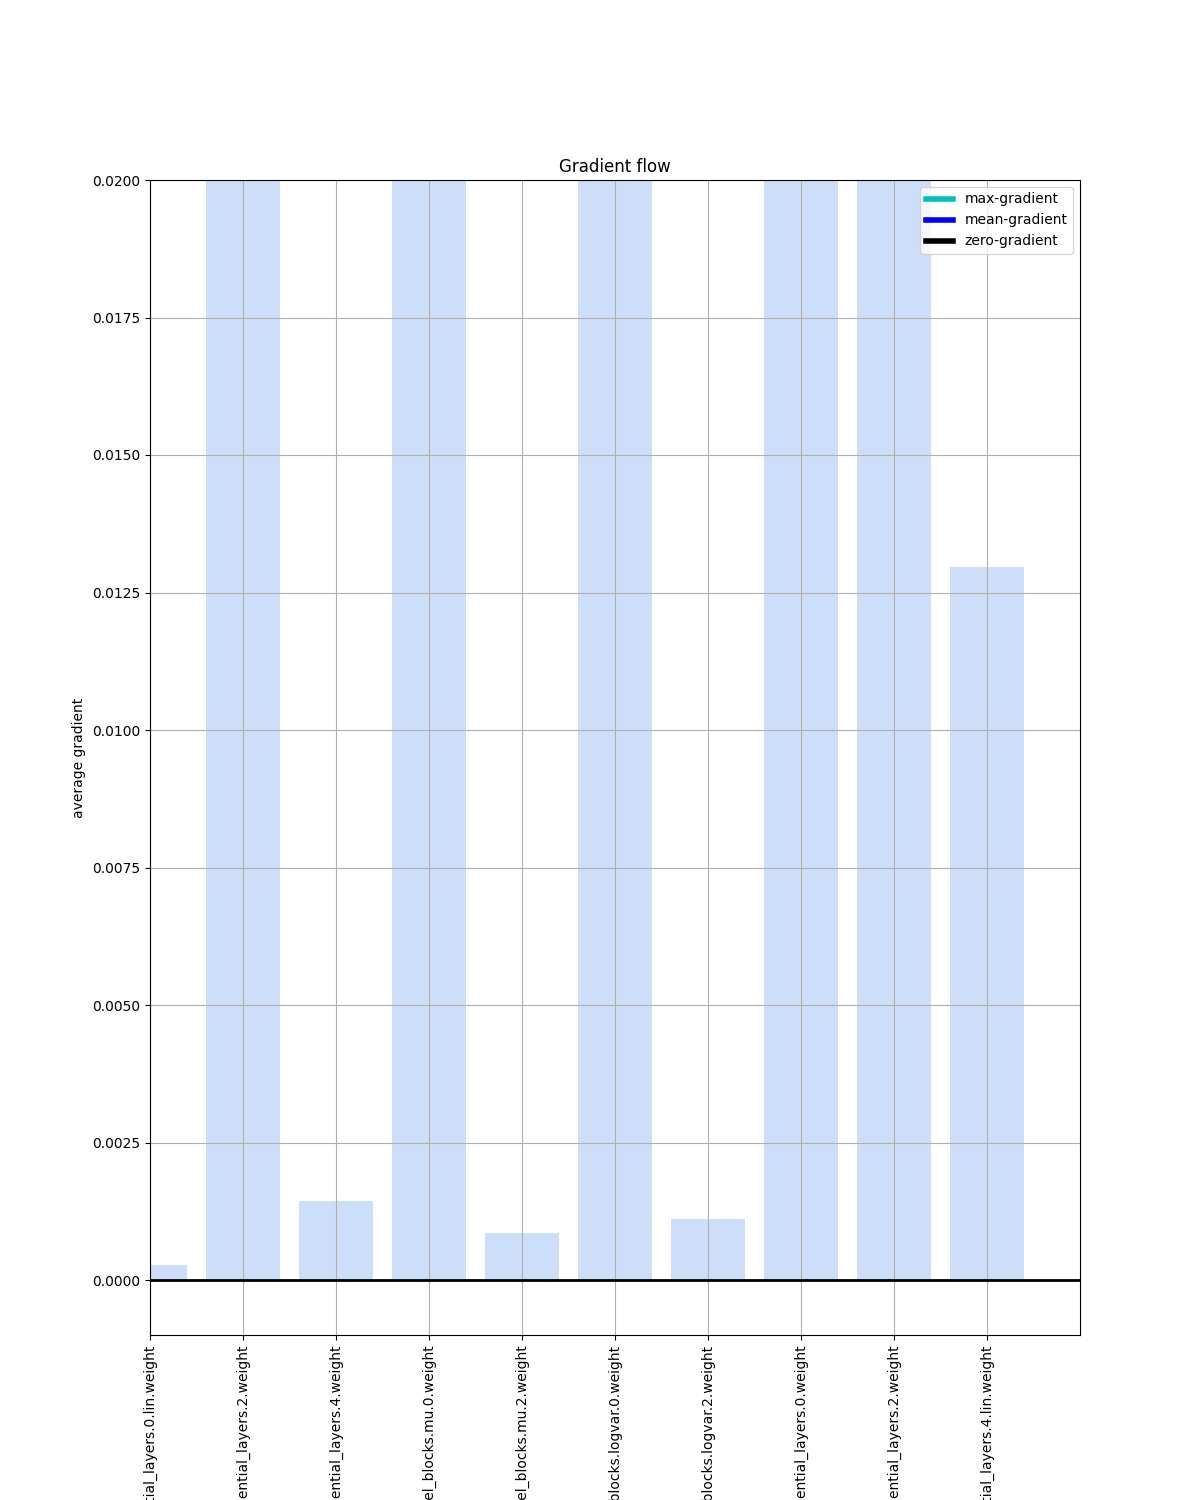 Gradient flow
max-gradient
mean-gradient
zero-gradient
0.0200
0.0175
0.0150
0.0125
0.0100
0.0075
0.0050
0.0025
0.0000
average gradient
tial_layers.0.lin.weight
ential_layers.2.weight
ential_layers.4.weight
el_blocks.mu.0.weight
el_blocks.mu.2.weight
blocks.logvar.0.weight
blocks.logvar.2.weight
ential_layers.0.weight
ential_layers.2.weight
tial_layers.4.lin.weight